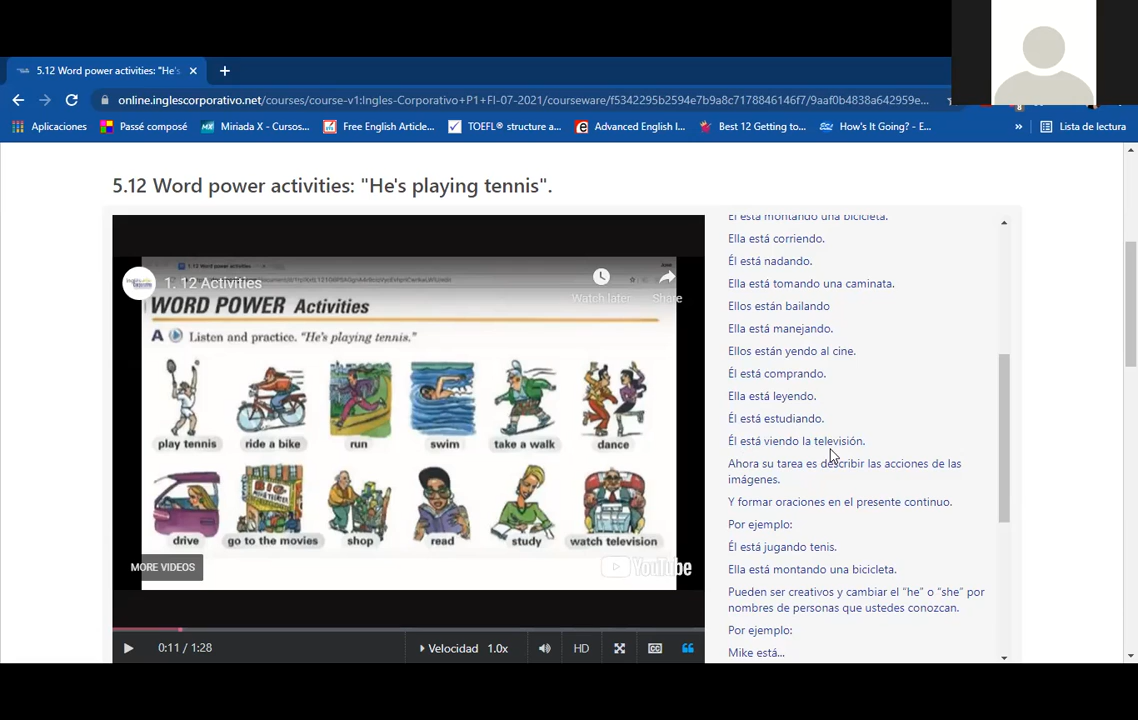 5.12 Word power activities: "He's
online.inglescorporativo.net/courses/course-v1:Ingles-Corporativo+P1+FI-07-2021/courseware/f5342295b2594e7b9a8c7178846146f7/9aaf0b4838a642959e...
Aplicaciones Passé composé Miriada X - Cursos... Free English Article... TOEFL® structure a... Advanced English l... Best 12 Getting to... How's It Going? - E... » Lista de lectura
5.12 Word power activities: "He's playing tennis".
1. 12 Activities
Watch later Share
WORD POWER Activities
A Listen and practice. "He's playing tennis."
play tennis ride a bike run swim take a walk dance
drive go to the movies shop read study watch television
MORE VIDEOS
YouTube
0:11 / 1:28 Velocidad 1.0x HD CC
Él está montando una bicicleta.
Ella está corriendo.
Él está nadando.
Ella está tomando una caminata.
Ellos están bailando
Ella está manejando.
Ellos están yendo al cine.
Él está comprando.
Ella está leyendo.
Él está estudiando.
Él está viendo la televisión.
Ahora su tarea es describir las acciones de las
imágenes.
Y formar oraciones en el presente continuo.
Por ejemplo:
Él está jugando tenis.
Ella está montando una bicicleta.
Pueden ser creativos y cambiar el "he" o "she" por
nombres de personas que ustedes conozcan.
Por ejemplo:
Mike está...